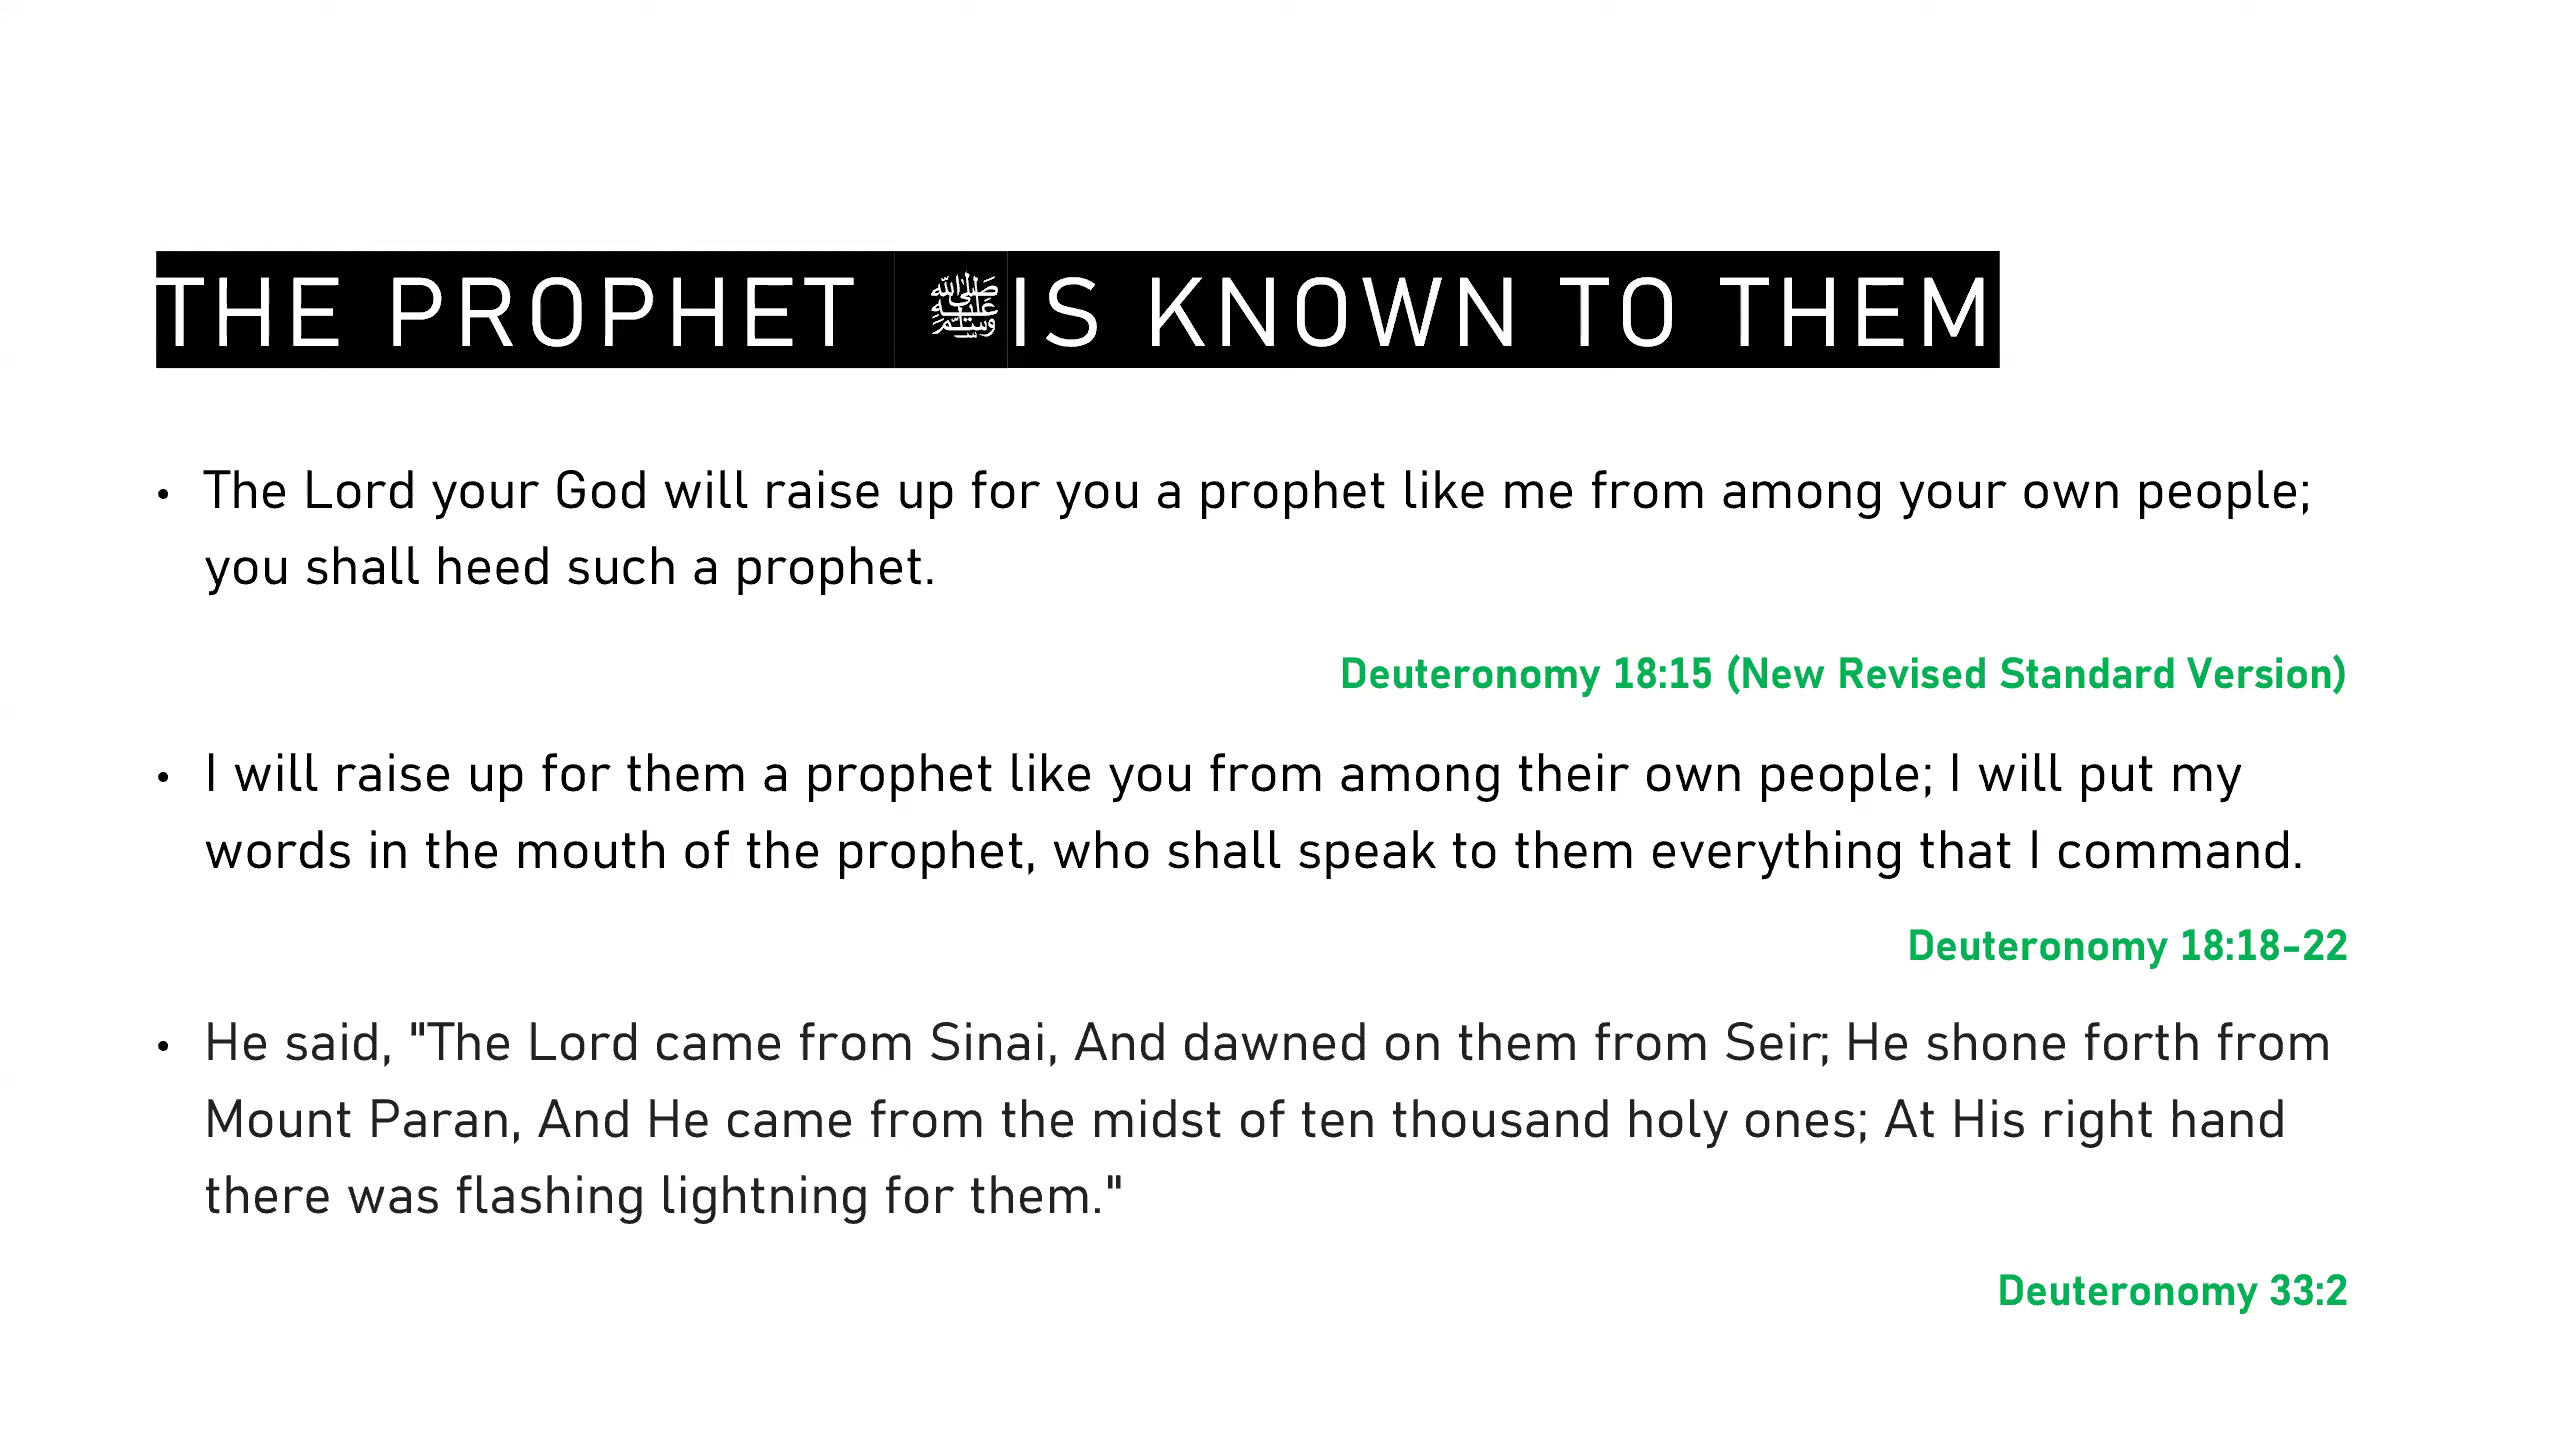 THE PROPHET ﷺ IS KNOWN TO THEM
• The Lord your God will raise up for you a prophet like me from among your own people;
you shall heed such a prophet.
Deuteronomy 18:15 (New Revised Standard Version)
• I will raise up for them a prophet like you from among their own people; I will put my
words in the mouth of the prophet, who shall speak to them everything that I command.
Deuteronomy 18:18-22
• He said, "The Lord came from Sinai, And dawned on them from Seir; He shone forth from
Mount Paran, And He came from the midst of ten thousand holy ones; At His right hand
there was flashing lightning for them."
Deuteronomy 33:2